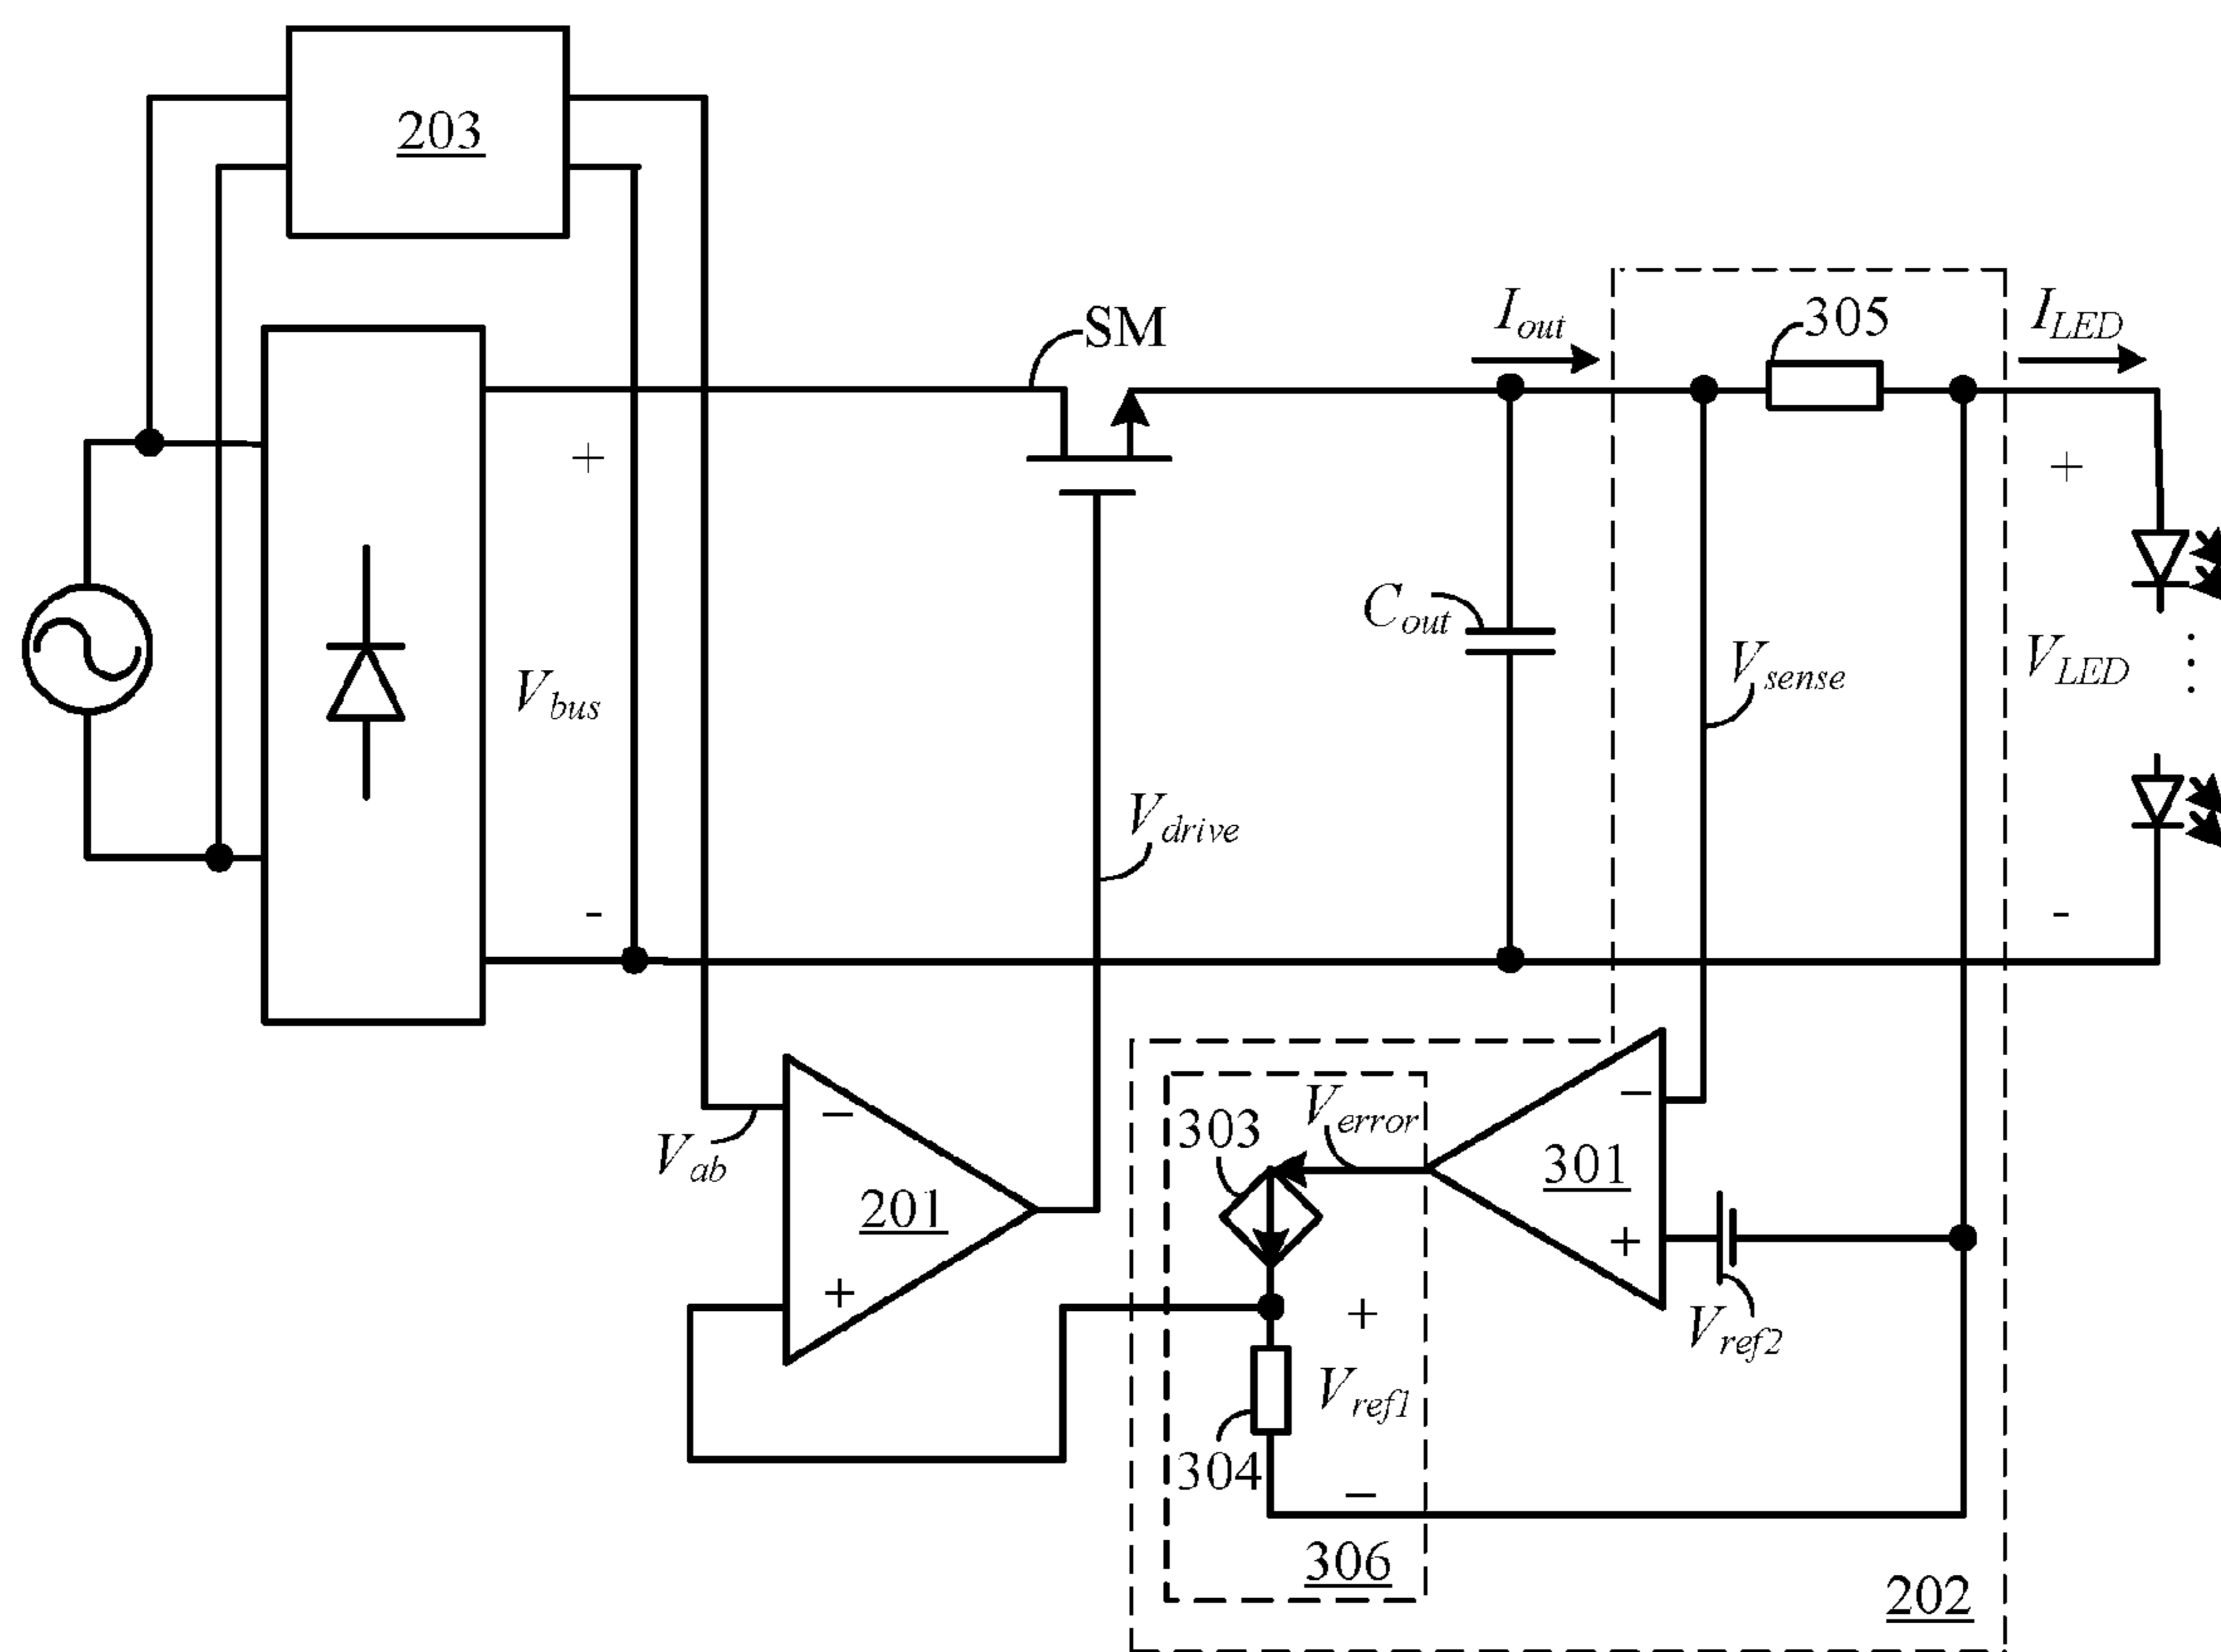 203
SM
I_out
305
I_LED
+
+
V_bus
C_out
V_sense
V_LED
V_drive
-
-
V_ab
−
201
+
303
V_error
−
301
+
+
V_ref1
−
304
V_ref2
306
202